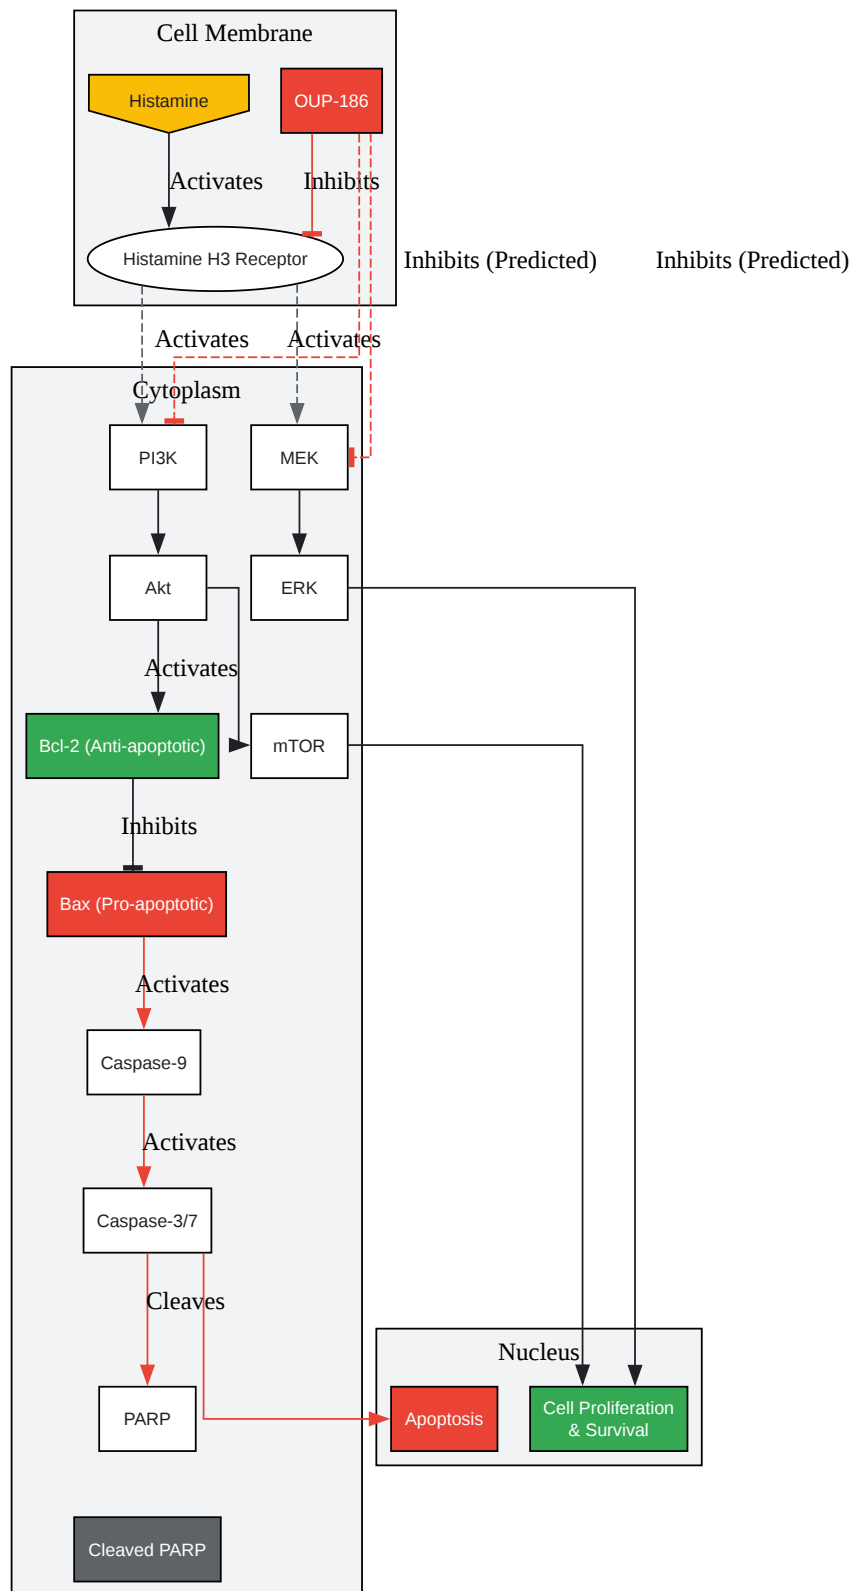 Cell Membrane
Histamine
OUP-186
Activates
Inhibits
Histamine H3 Receptor
Inhibits (Predicted)
Inhibits (Predicted)
Activates
Activates
Cytoplasm
PI3K
MEK
Akt
ERK
Activates
Bcl-2 (Anti-apoptotic)
mTOR
Inhibits
Bax (Pro-apoptotic)
Activates
Caspase-9
Activates
Caspase-3/7
Cleaves
Nucleus
PARP
Apoptosis
Cell Proliferation
& Survival
Cleaved PARP